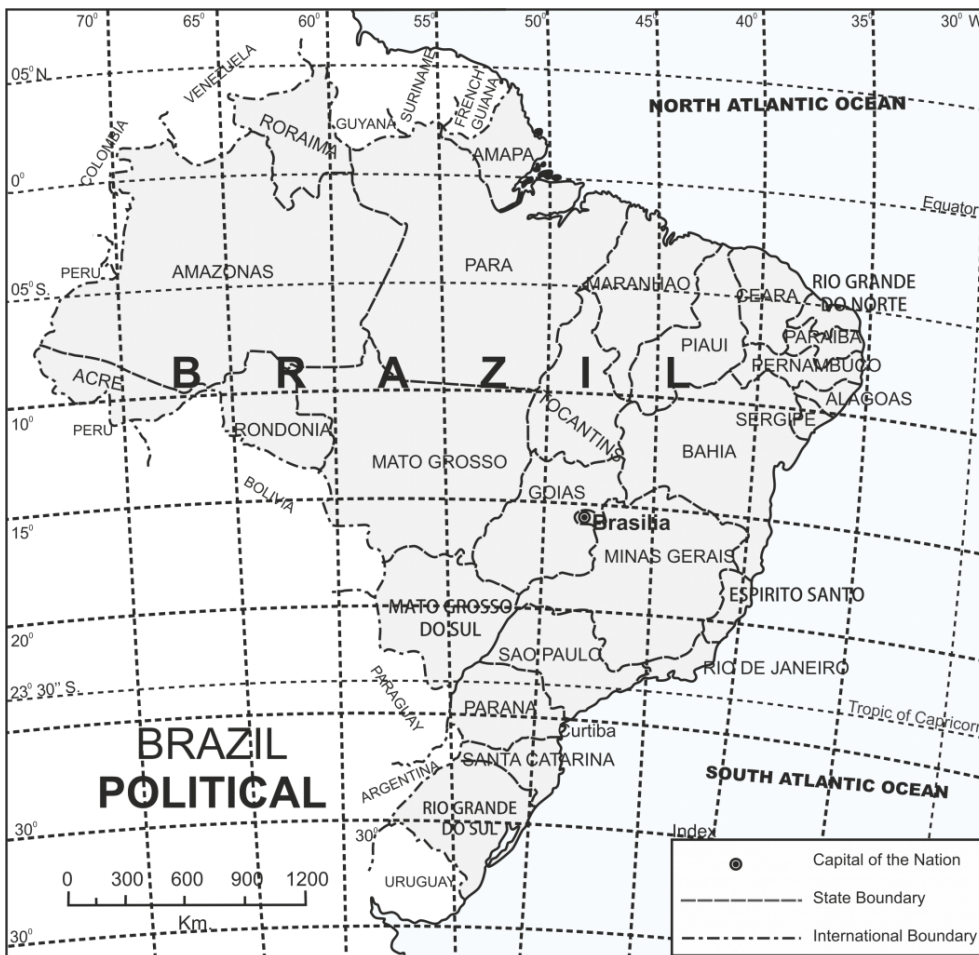 70° 65° 60° 55° 50° 45° 40° 35° 30° W
05° N
VENEZUELA
SURINAME
FRENCH
GUIANA
NORTH ATLANTIC OCEAN
COLOMBIA
RORAIMA
GUYANA
AMAPA
0°
Equator
PERU
AMAZONAS
PARA
MARANHAO
CEARA
RIO GRANDE
DO NORTE
05° S.
PARAIBA
PIAUI
PERNAMBUCO
ACRE
BRAZIL
ALAGOAS
10°
PERU
RONDONIA
TOCANTINS
SERGIPE
MATO GROSSO
BAHIA
BOLIVIA
GOIAS
15°
Brasilia
MINAS GERAIS
ESPIRITO SANTO
MATO GROSSO
DO SUL
20°
SAO PAULO
RIO DE JANEIRO
23° 30" S.
PARAGUAY
PARANA
Tropic of Capricorn
Curtiba
BRAZIL
POLITICAL
SANTA CATARINA
ARGENTINA
SOUTH ATLANTIC OCEAN
RIO GRANDE
DO SUL
30°
30°
Index
URUGUAY
Capital of the Nation
0 300 600 900 1200
Km.
State Boundary
30°
International Boundary